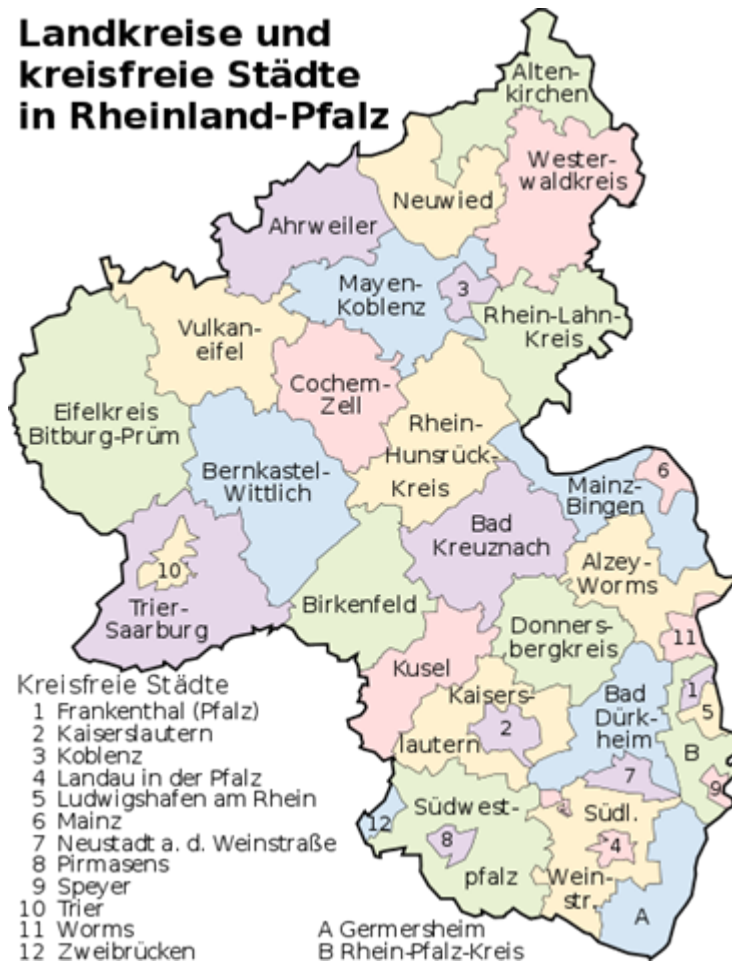 Landkreise und
kreisfreie Städte
in Rheinland-Pfalz
Alten-
kirchen
Wester-
waldkreis
Neuwied
Ahrweiler
Mayen-
Koblenz
3
Rhein-Lahn-
Kreis
Vulkan-
eifel
Cochem-
Zell
Eifelkreis
Bitburg-Prüm
Rhein-
Hunsrück-
Kreis
Bernkastel-
Wittlich
6
Mainz-
Bingen
Bad
Kreuznach
Alzey-
Worms
10
Trier-
Saarburg
Birkenfeld
Donners-
bergkreis
11
Kusel
Kaisers-
lautern
2
Bad
Dürk-
heim
1
5
B
7
9
12
Südwest-
pfalz
8
Südl.
Wein-
str.
4
A
Kreisfreie Städte
1 Frankenthal (Pfalz)
2 Kaiserslautern
3 Koblenz
4 Landau in der Pfalz
5 Ludwigshafen am Rhein
6 Mainz
7 Neustadt a. d. Weinstraße
8 Pirmasens
9 Speyer
10 Trier
11 Worms
12 Zweibrücken
A Germersheim
B Rhein-Pfalz-Kreis